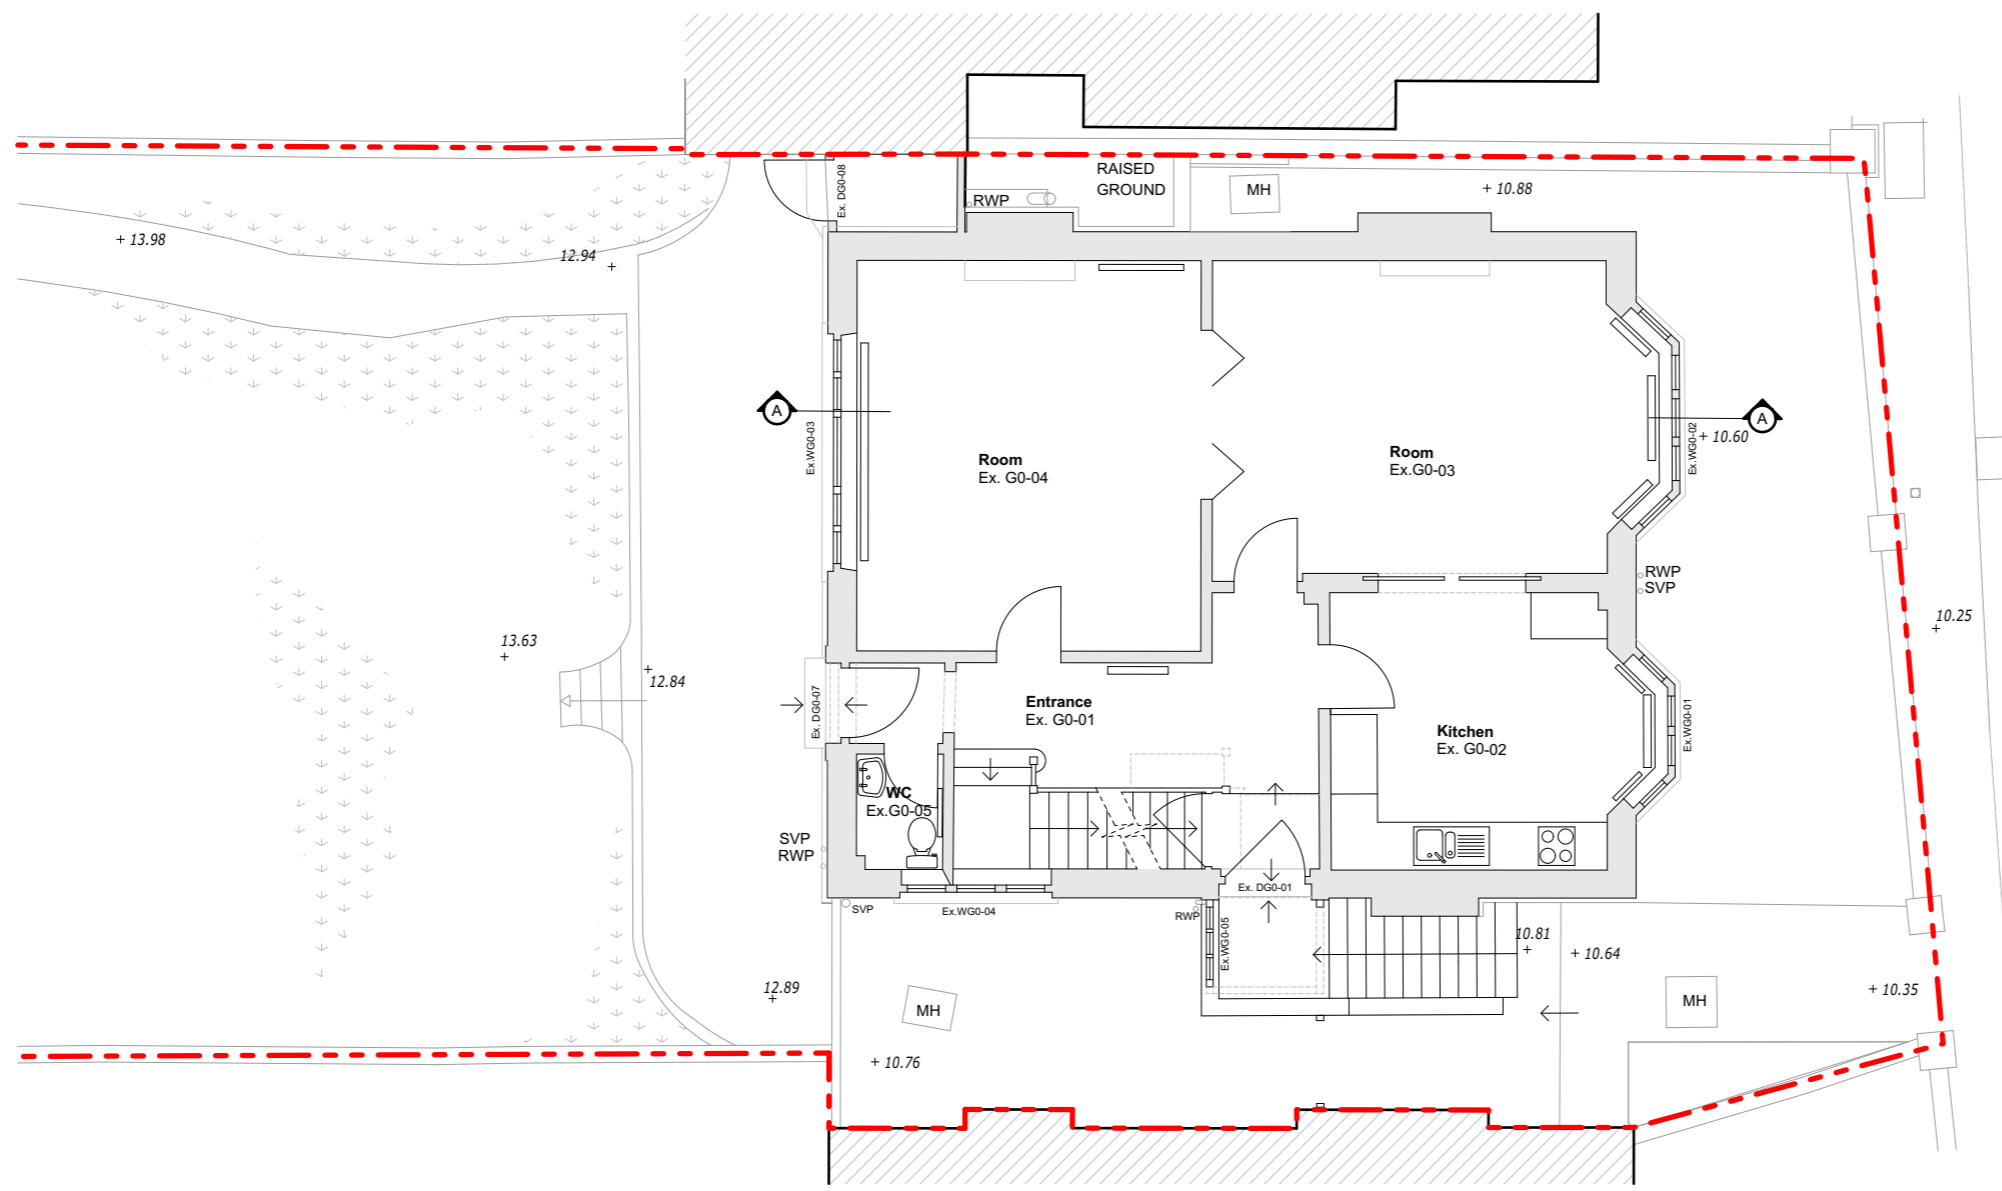 Ex. DG0-08
RAISED
GROUND
RWP
MH
+ 10.88
+ 13.98
12.94
A
Ex.WG0-03
Room
Ex. G0-04
Room
Ex.G0-03
A
+ 10.60
Ex.WG0-02
RWP
SVP
10.25
13.63
12.84
Ex. DG0-07
Entrance
Ex. G0-01
Kitchen
Ex. G0-02
Ex.WG0-01
WC
Ex.G0-05
SVP
RWP
SVP
Ex.WG0-04
RWP
Ex. DG0-01
Ex.WG0-05
10.81
+ 10.64
12.89
MH
MH
+ 10.35
+ 10.76